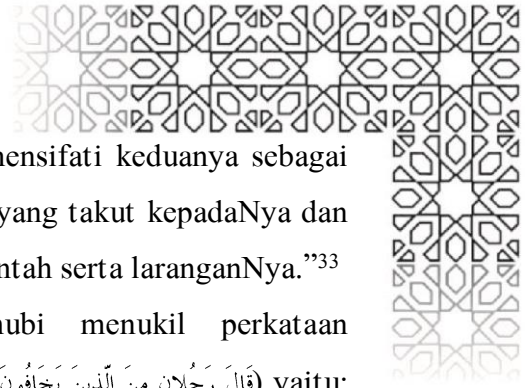 mensifati keduanya sebagai
yang takut kepadaNya dan
ntah serta laranganNya.”³³
nubi menukil perkataan
(قَالَ رَجُلَانِ مِنَ الَّذِينَ يَخَافُونَ yaitu: